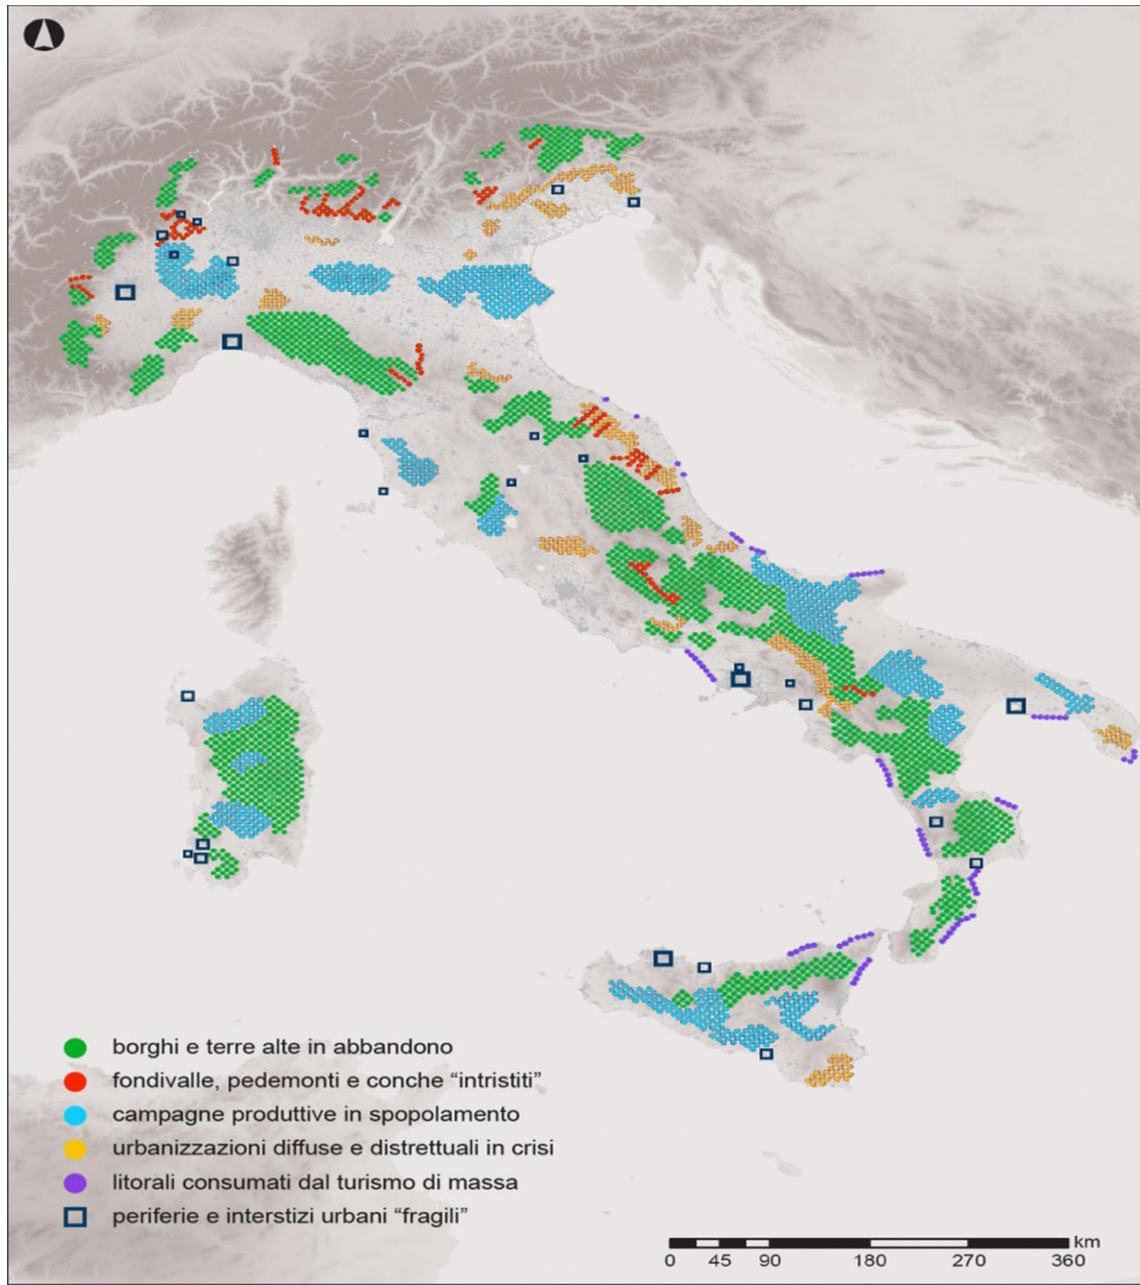 borghi e terre alte in abbandono
fondivalle, pedemonti e conche “intristiti”
campagne produttive in spopolamento
urbanizzazioni diffuse e distrettuali in crisi
litorali consumati dal turismo di massa
periferie e interstizi urbani “fragili”
km
0 45 90 180 270 360